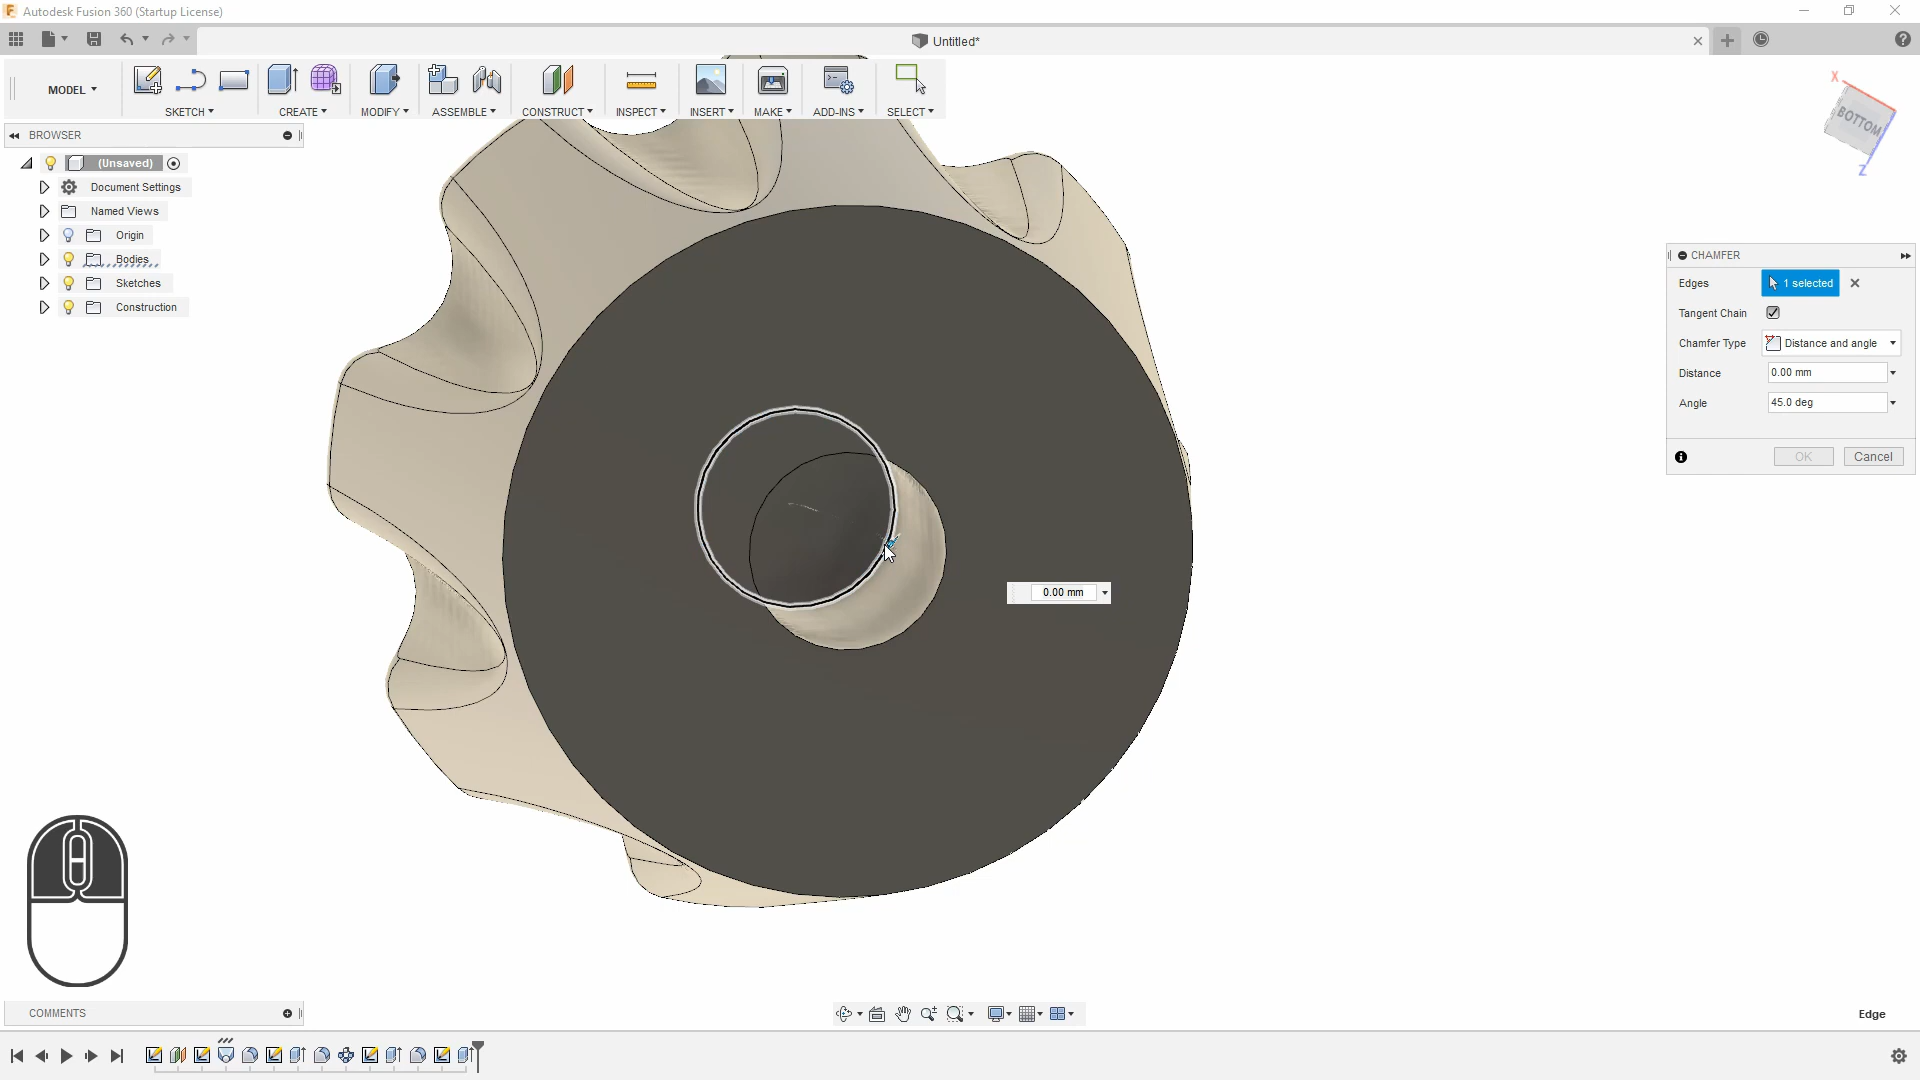 Autodesk Fusion 360 (Startup License)
Untitled*
MODEL
SKETCH
CREATE
MODIFY
ASSEMBLE
CONSTRUCT
INSPECT
INSERT
MAKE
ADD-INS
SELECT
X
BOTTOM
Z
BROWSER
(Unsaved)
Document Settings
Named Views
Origin
Bodies
Sketches
Construction
CHAMFER
Edges
1 selected
Tangent Chain
Chamfer Type
Distance and angle
Distance
0.00 mm
Angle
45.0 deg
OK
Cancel
0.00 mm
COMMENTS
Edge